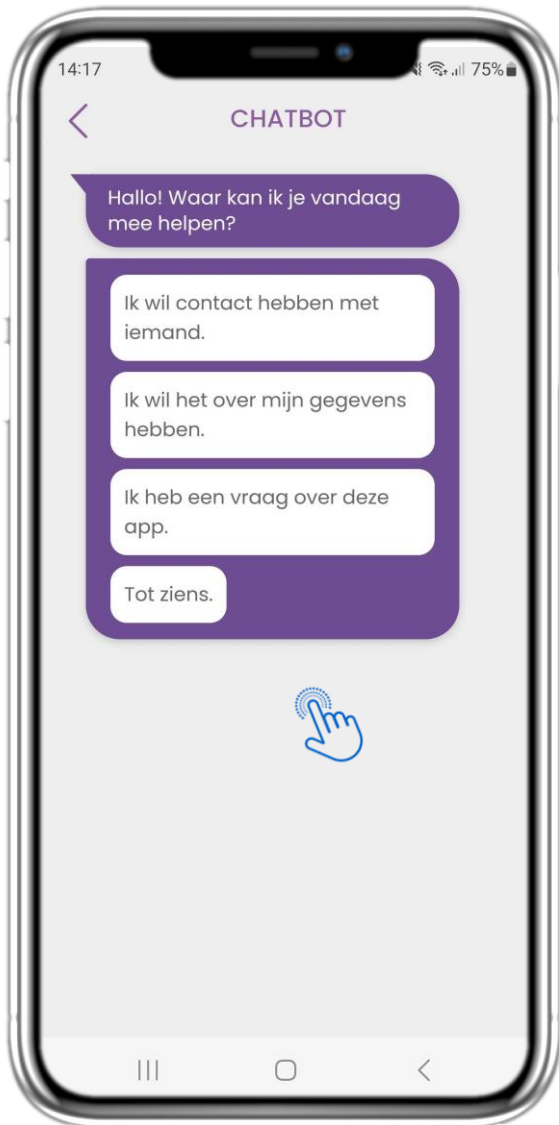 14:17
75%
CHATBOT
Hallo! Waar kan ik je vandaag
mee helpen?
Ik wil contact hebben met
iemand.
Ik wil het over mijn gegevens
hebben.
Ik heb een vraag over deze
app.
Tot ziens.